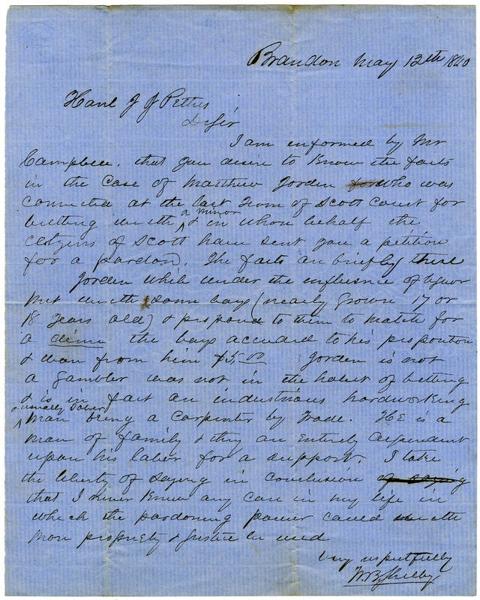 Brandon May 12th 1860
Hon J J Pettus
D Sir
I am informed by Mr
Campbell, that you desire to Know the facts
in the case of Matthew Jorden who was
convicted at the last Term of Scott Court for
betting with a minor & in whose behalf the
citizens of Scott have sent you a petition
for a pardon. The facts are briefly these
Jorden while under the influence of liquor
met with some boys (nearly grown 17 or
18 years old) & proposed to them to match for
a dime the boys acceded to his proposition
& won from him $5.00 Jorden is not
a gambler was not in the habit of betting
& is in fact an industrious hardworking
(usually sober)
man being a carpenter by Trade. He is a
man of family & they are Entirely dependent
upon his labor for a support. I take
the liberty of saying in conclusion
that I never Knew any case in my life in
which the pardoning power could with
more propriety & Justice be used
Very respectfully
W.B. Shelby